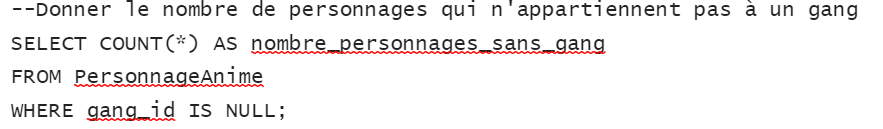 --Donner le nombre de personnages qui n'appartiennent pas à un gang
SELECT COUNT(*) AS nombre_personnages_sans_gang
FROM PersonnageAnime
WHERE gang_id IS NULL;